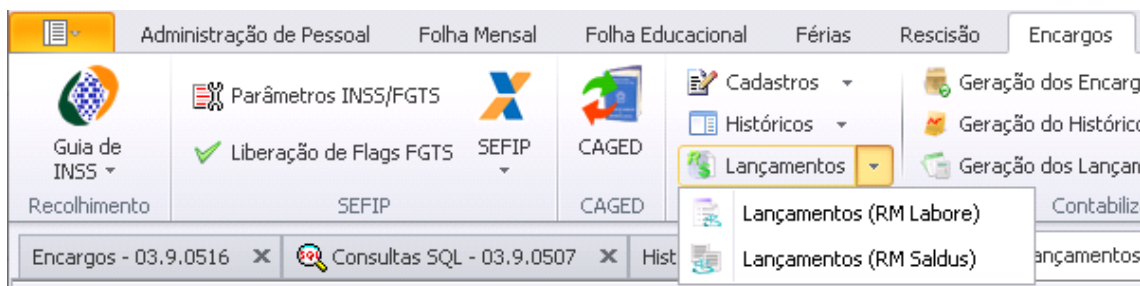 Administração de Pessoal Folha Mensal Folha Educacional Férias Rescisão Encargos
Guia de INSS
Recolhimento
Parâmetros INSS/FGTS
Liberação de Flags FGTS
SEFIP
SEFIP
CAGED
CAGED
Cadastros
Históricos
Lançamentos
Geração dos Encarg
Geração do Histórico
Geração dos Lançam
Contabiliz
Lançamentos (RM Labore)
Lançamentos (RM Saldus)
Encargos - 03.9.0516 x SQL Consultas SQL - 03.9.0507 x Hist ançamentos